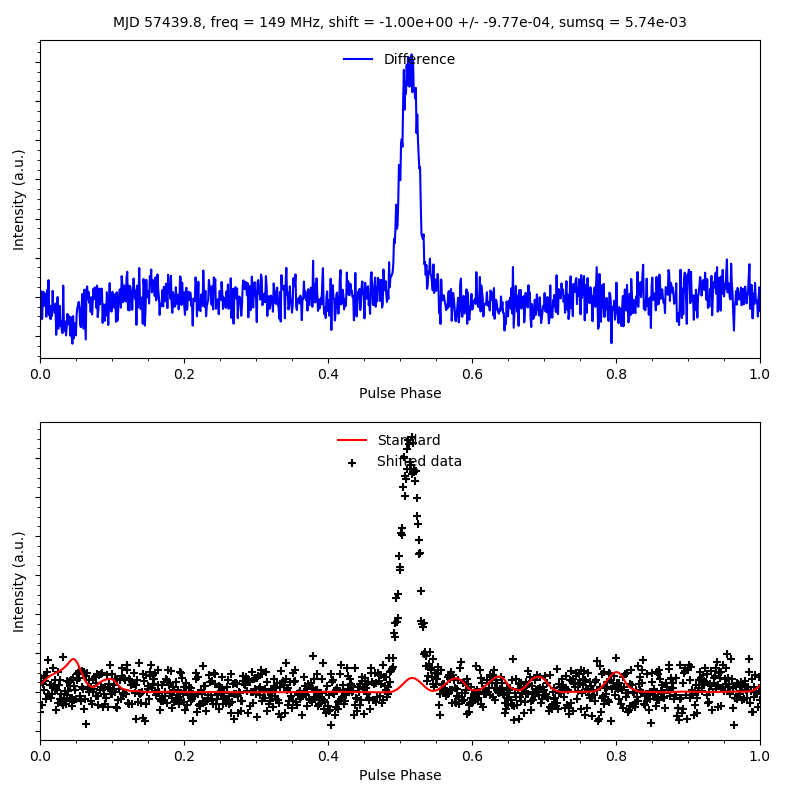 MJD 57439.8, freq = 149 MHz, shift = -1.00e+00 +/- -9.77e-04, sumsq = 5.74e-03
Difference
Intensity (a.u.)
0.0 0.2 0.4 0.6 0.8 1.0
Pulse Phase
Standard
Shifted data
Intensity (a.u.)
0.0 0.2 0.4 0.6 0.8 1.0
Pulse Phase